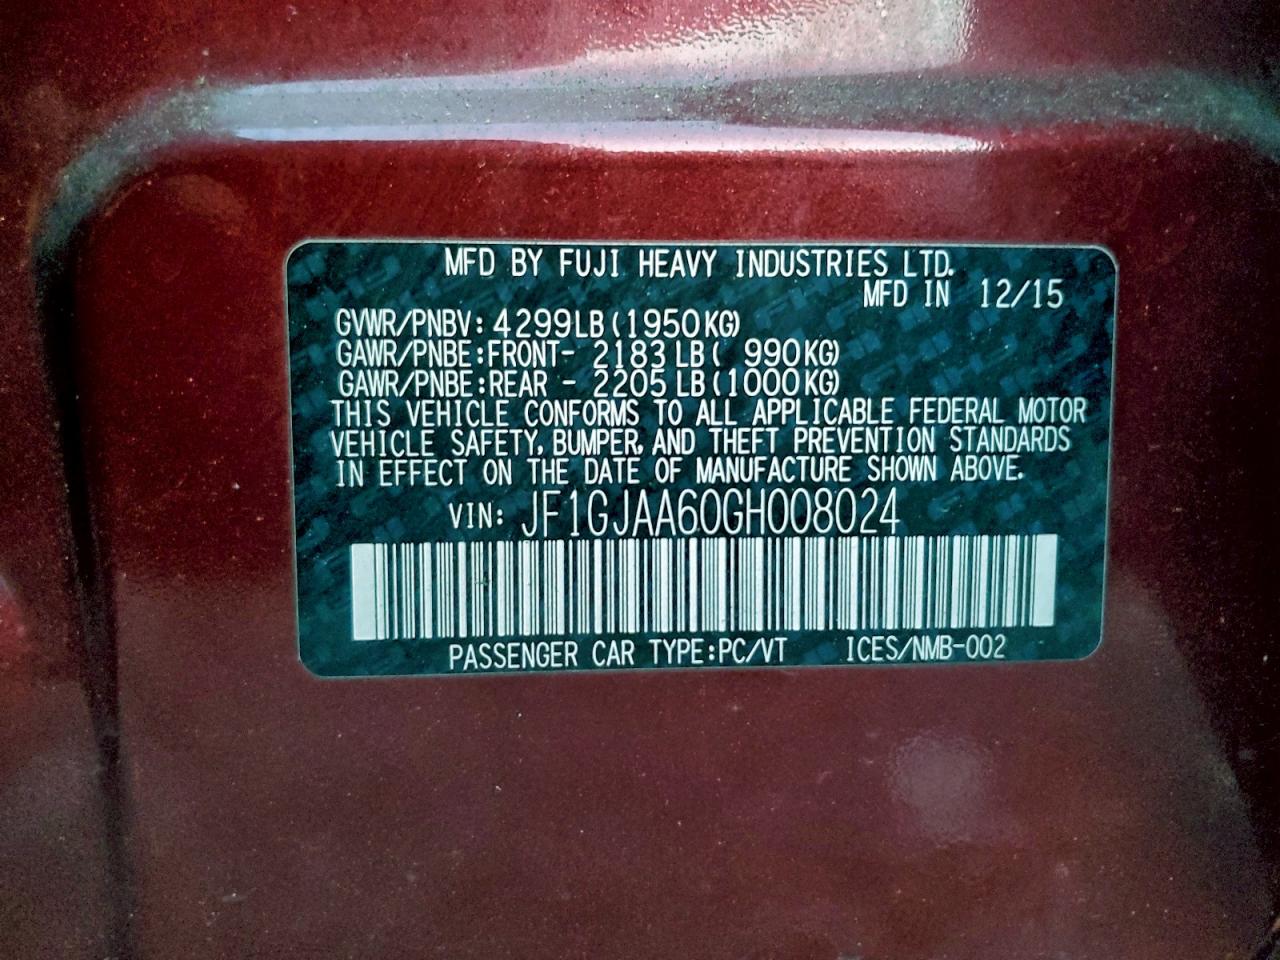 MFD BY FUJI HEAVY INDUSTRIES LTD.
MFD IN 12/15
GVWR/PNBV: 4299LB (1950KG)
GAWR/PNBE:FRONT- 2183 LB ( 990KG)
GAWR/PNBE:REAR - 2205 LB (1000KG)
THIS VEHICLE CONFORMS TO ALL APPLICABLE FEDERAL MOTOR
VEHICLE SAFETY, BUMPER, AND THEFT PREVENTION STANDARDS
IN EFFECT ON THE DATE OF MANUFACTURE SHOWN ABOVE.
VIN: JF1GJAA60GH008024
PASSENGER CAR TYPE:PC/VT ICES/NMB-002